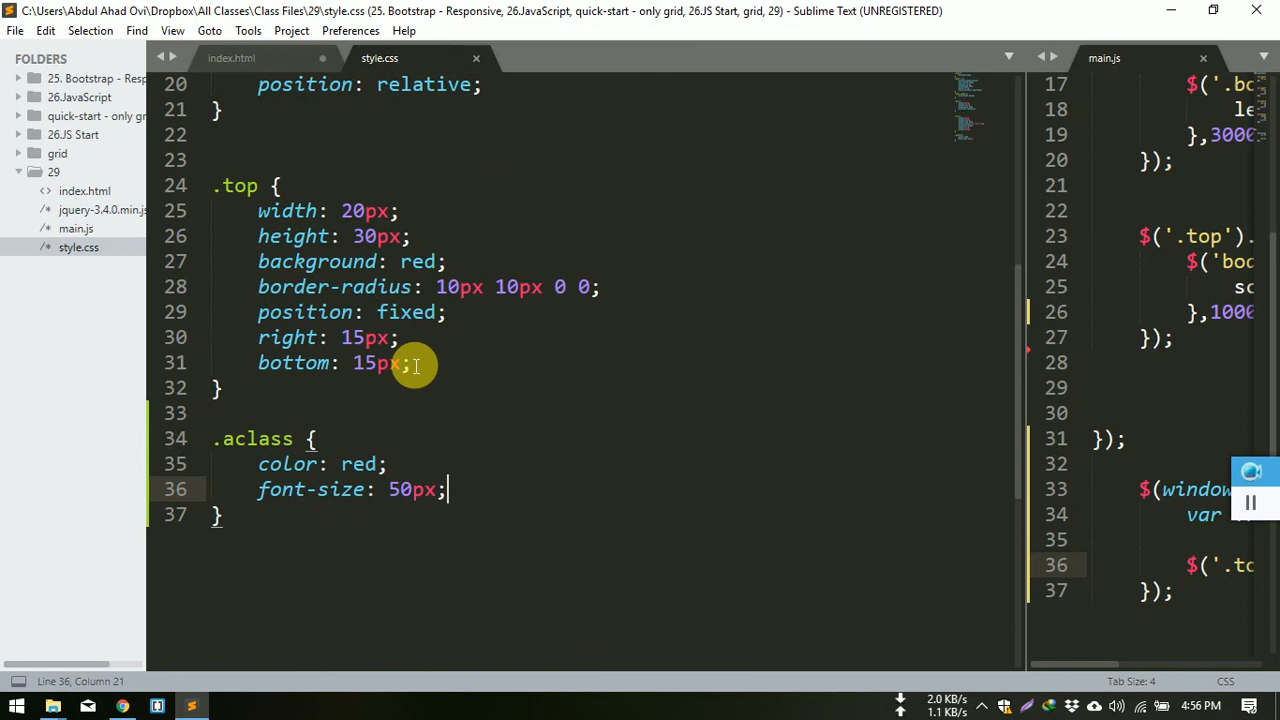 C:\Users\Abdul Ahad Ovi\Dropbox\All Classes\Class Files\29\style.css (25. Bootstrap - Responsive, 26.JavaScript, quick-start - only grid, 26.JS Start, grid, 29) - Sublime Text (UNREGISTERED)
File Edit Selection Find View Goto Tools Project Preferences Help
FOLDERS
25. Bootstrap - Resp
26.JavaScript
quick-start - only g
26.JS Start
grid
29
index.html
jquery-3.4.0.min.js
main.js
style.css
index.html style.css
20 position: relative;
21 }
22
23
24 .top {
25 width: 20px;
26 height: 30px;
27 background: red;
28 border-radius: 10px 10px 0 0;
29 position: fixed;
30 right: 15px;
31 bottom: 15px;
32 }
33
34 .aclass {
35 color: red;
36 font-size: 50px;
37 }
main.js
17 $('.bo
18 le
19 },3000
20 });
21
22
23 $('.top').
24 $('bod
25 sc
26 },1000
27 });
28
29
30
31 });
32
33 $(window
34 var
35
36 $('.to
37 });
Line 36, Column 21
Tab Size: 4 CSS
2.0 KB/s
1.1 KB/s
4:56 PM